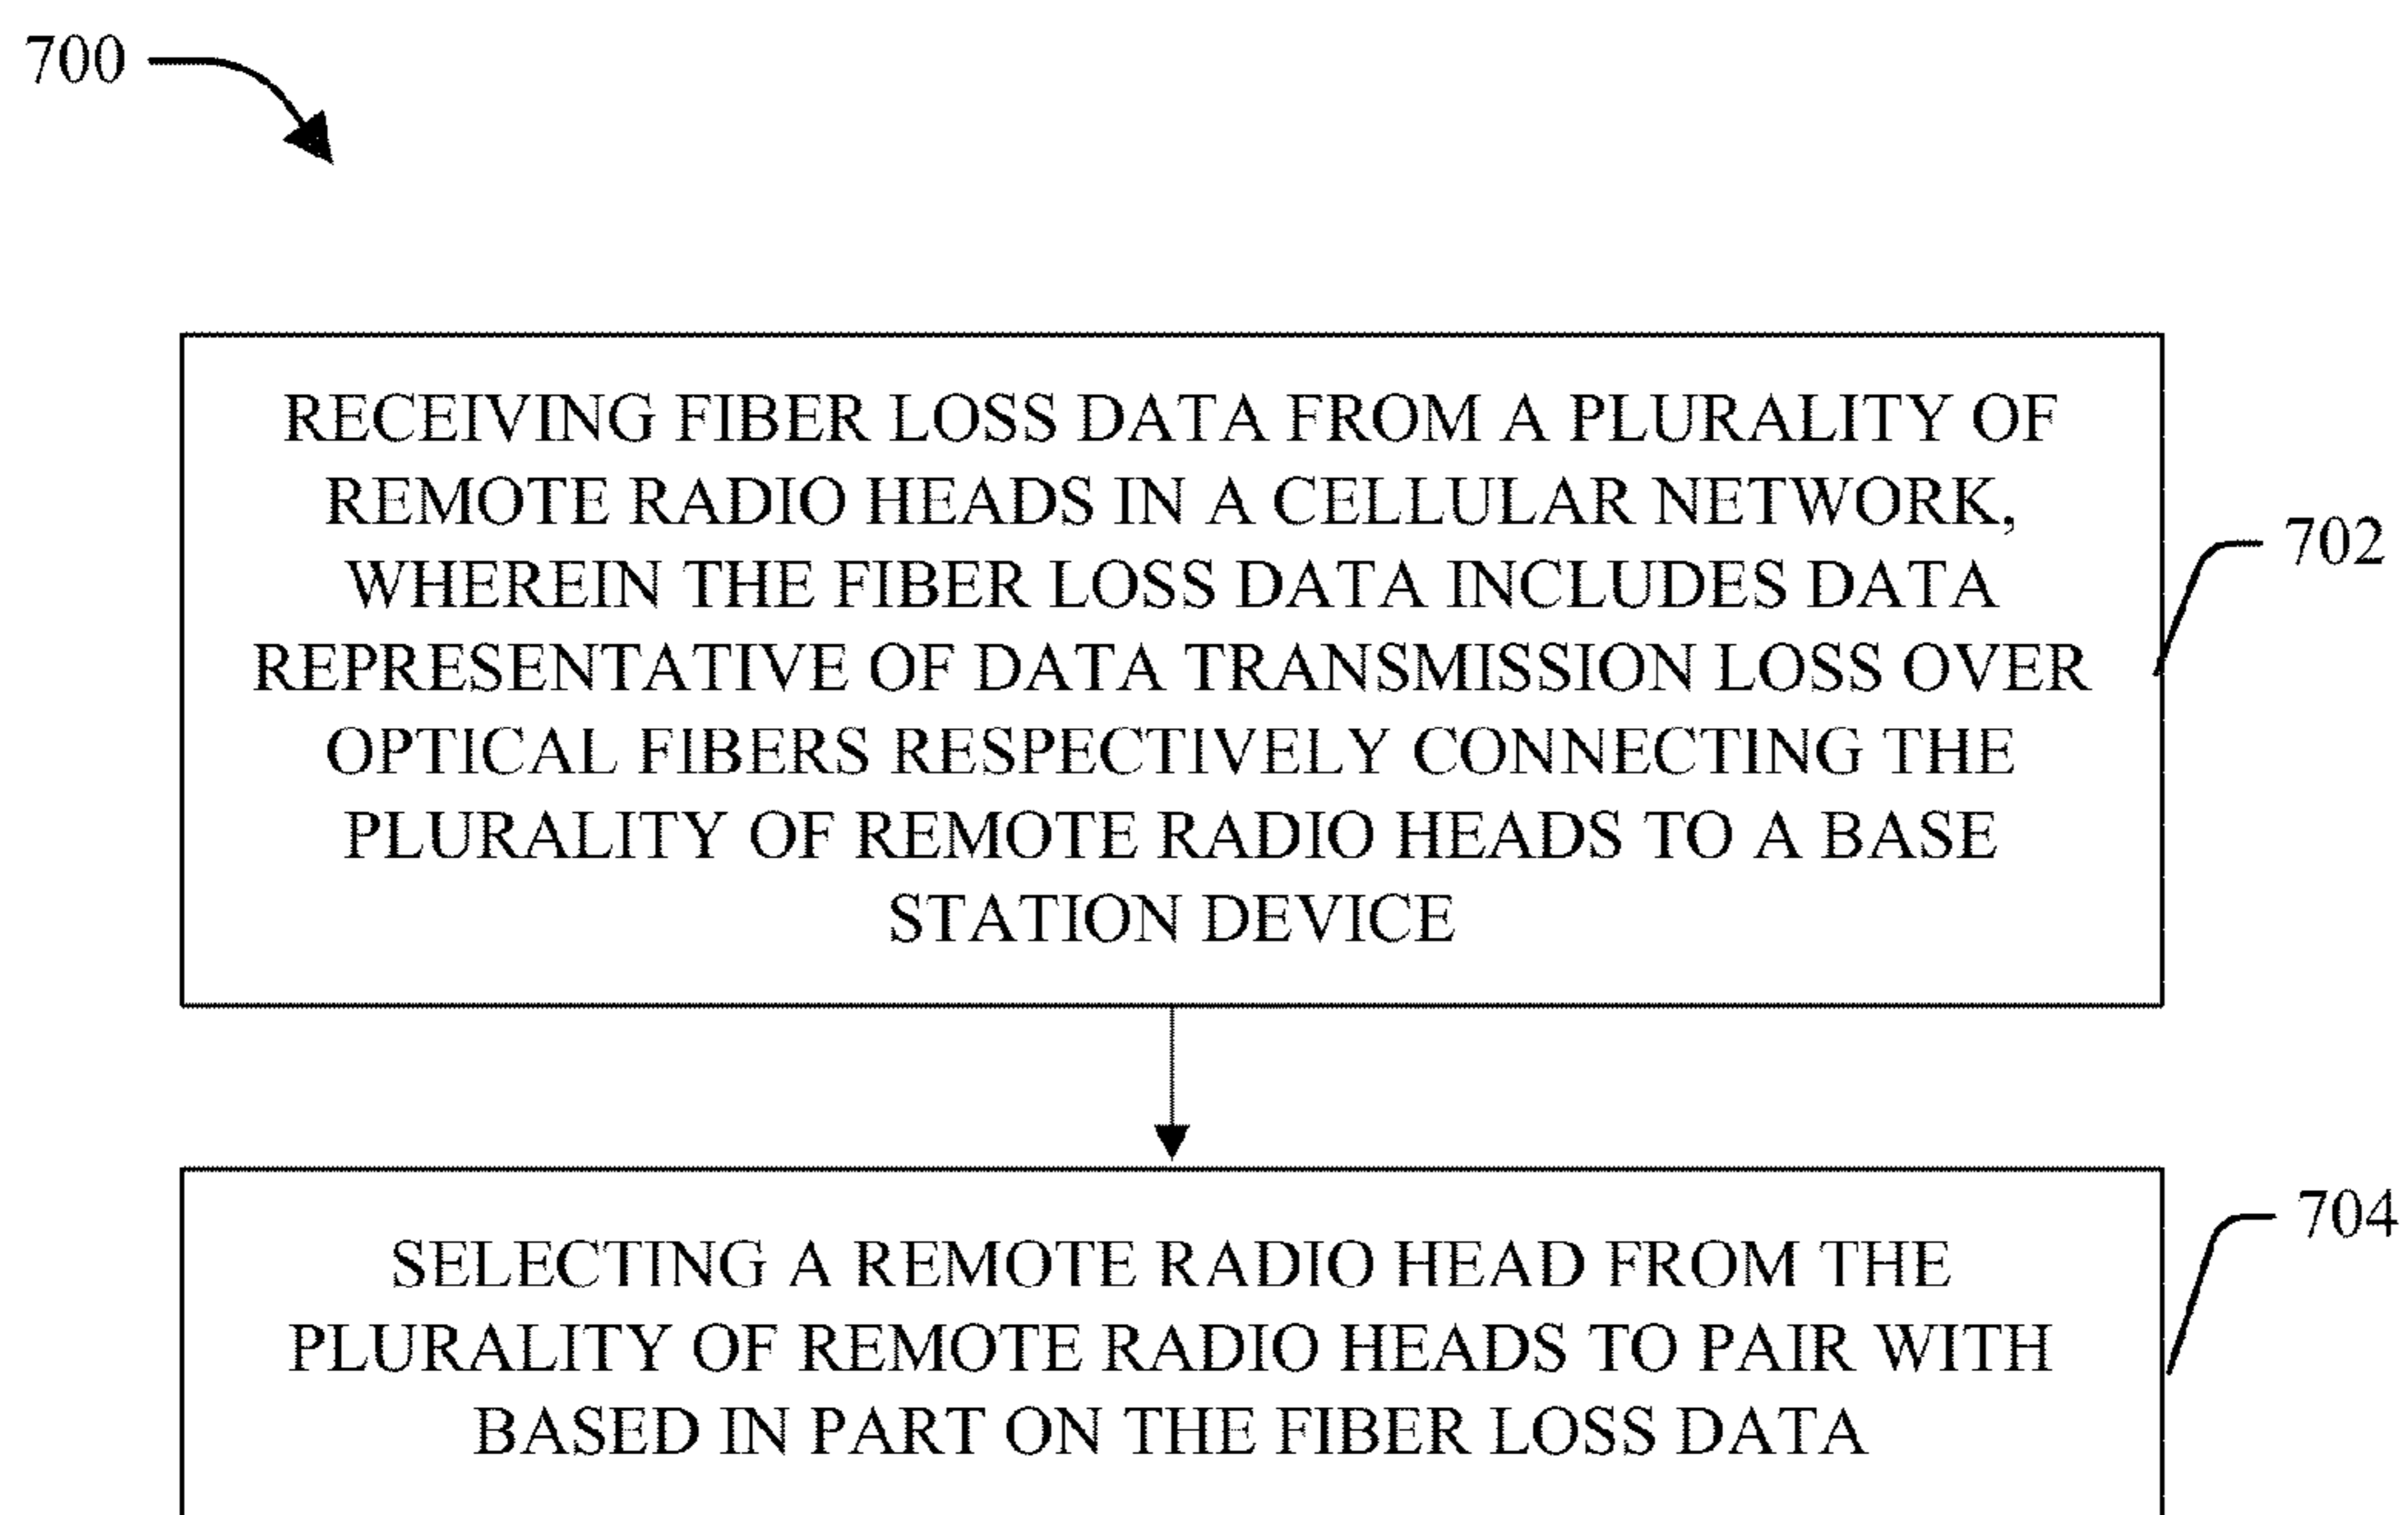 700
RECEIVING FIBER LOSS DATA FROM A PLURALITY OF
REMOTE RADIO HEADS IN A CELLULAR NETWORK,
WHEREIN THE FIBER LOSS DATA INCLUDES DATA
REPRESENTATIVE OF DATA TRANSMISSION LOSS OVER
OPTICAL FIBERS RESPECTIVELY CONNECTING THE
PLURALITY OF REMOTE RADIO HEADS TO A BASE
STATION DEVICE
702
SELECTING A REMOTE RADIO HEAD FROM THE
PLURALITY OF REMOTE RADIO HEADS TO PAIR WITH
BASED IN PART ON THE FIBER LOSS DATA
704